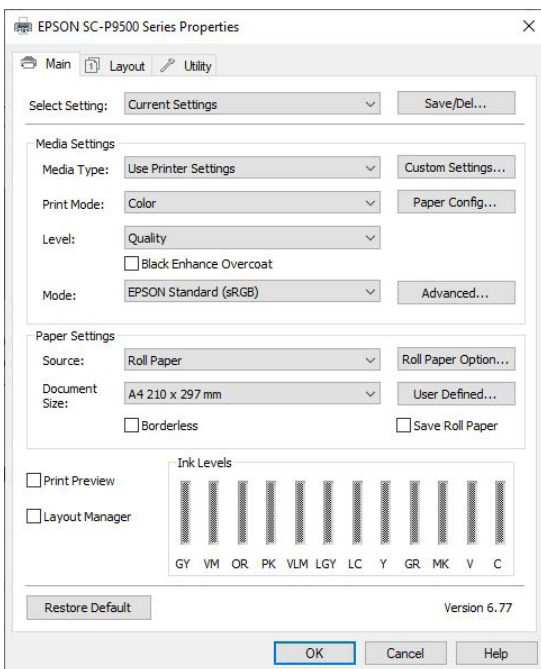 EPSON SC-P9500 Series Properties
Main
Layout
Utility
Select Setting: Current Settings Save/Del...
Media Settings
Media Type: Use Printer Settings Custom Settings...
Print Mode: Color Paper Config...
Level: Quality
Black Enhance Overcoat
Mode: EPSON Standard (sRGB) Advanced...
Paper Settings
Source: Roll Paper Roll Paper Option...
Document Size: A4 210 x 297 mm User Defined...
Borderless Save Roll Paper
Ink Levels
Print Preview
Layout Manager
GY VM OR PK VLM LGY LC Y GR MK V C
Restore Default Version 6.77
OK Cancel Help